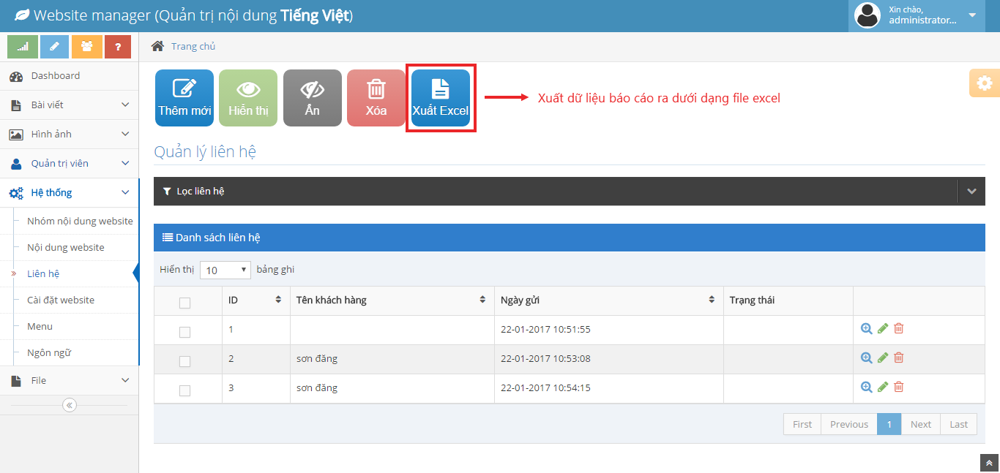 Website manager (Quản trị nội dung Tiếng Việt)
Xin chào,
administrator...
?
Trang chủ
Dashboard
Bài viết
Hình ảnh
Quản trị viên
Hệ thống
Nhóm nội dung website
Nội dung website
Liên hệ
Cài đặt website
Menu
Ngôn ngữ
File
Thêm mới
Hiển thị
Ẩn
Xóa
Xuất Excel
Xuất dữ liệu báo cáo ra dưới dạng file excel
Quản lý liên hệ
Lọc liên hệ
Danh sách liên hệ
Hiển thị 10 bảng ghi
ID Tên khách hàng Ngày gửi Trạng thái
1 22-01-2017 10:51:55
2 sơn đăng 22-01-2017 10:53:08
3 sơn đăng 22-01-2017 10:54:15
First Previous 1 Next Last